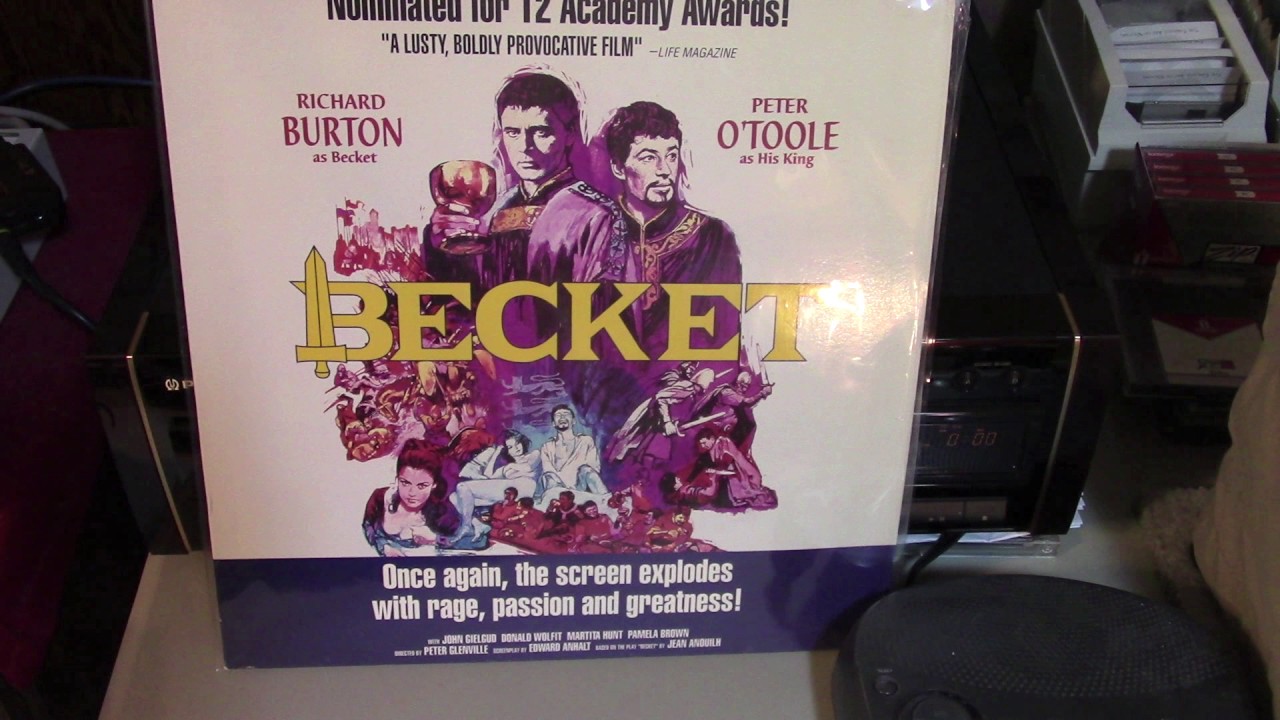 Nominated for 12 Academy Awards!
"A LUSTY, BOLDLY PROVOCATIVE FILM" —LIFE MAGAZINE
RICHARD
BURTON
as Becket
PETER
O'TOOLE
as His King
BECKET
Once again, the screen explodes
with rage, passion and greatness!
WITH JOHN GIELGUD DONALD WOLFIT MARTITA HUNT PAMELA BROWN
DIRECTED BY PETER GLENVILLE SCREENPLAY BY EDWARD ANHALT BASED ON THE PLAY "BECKET" BY JEAN ANOUILH
0 00